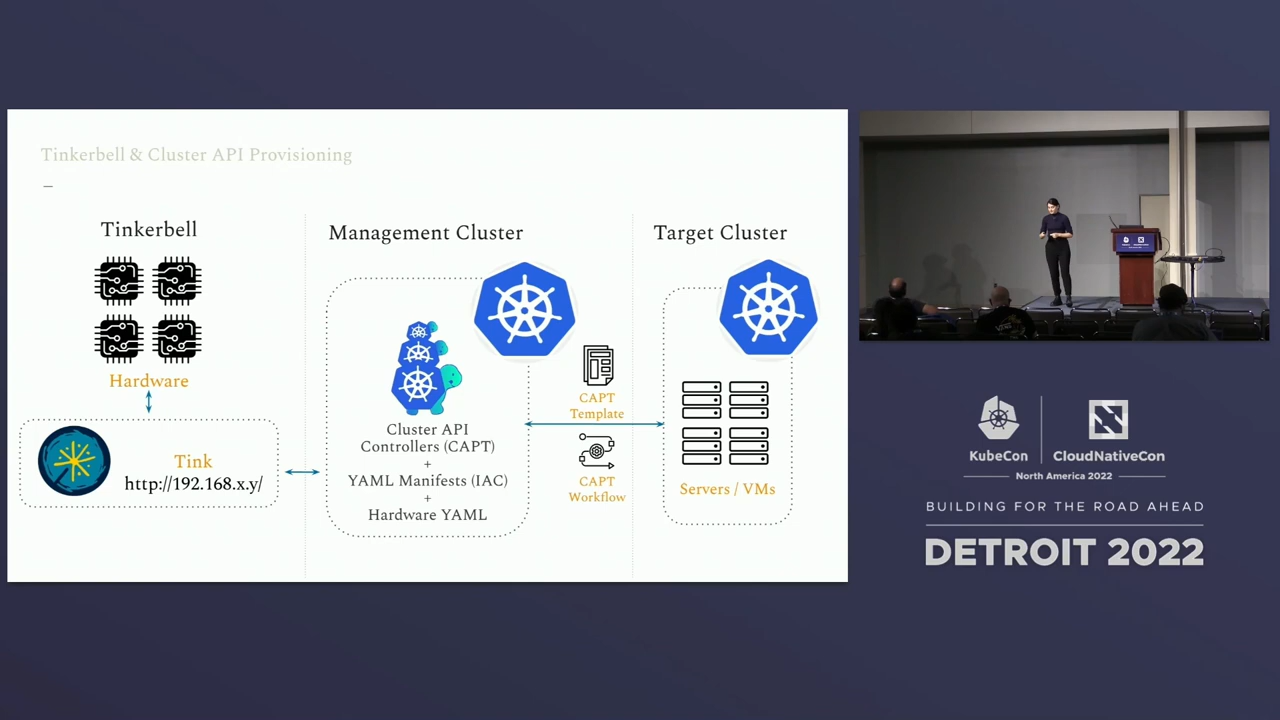 Tinkerbell & Cluster API Provisioning
–
Tinkerbell
Hardware
Tink
http://192.168.x.y/
Management Cluster
Cluster API
Controllers (CAPT)
+
YAML Manifests (IAC)
+
Hardware YAML
CAPT
Template
CAPT
Workflow
Target Cluster
Servers / VMs
KubeCon
CloudNativeCon
North America 2022
BUILDING FOR THE ROAD AHEAD
DETROIT 2022